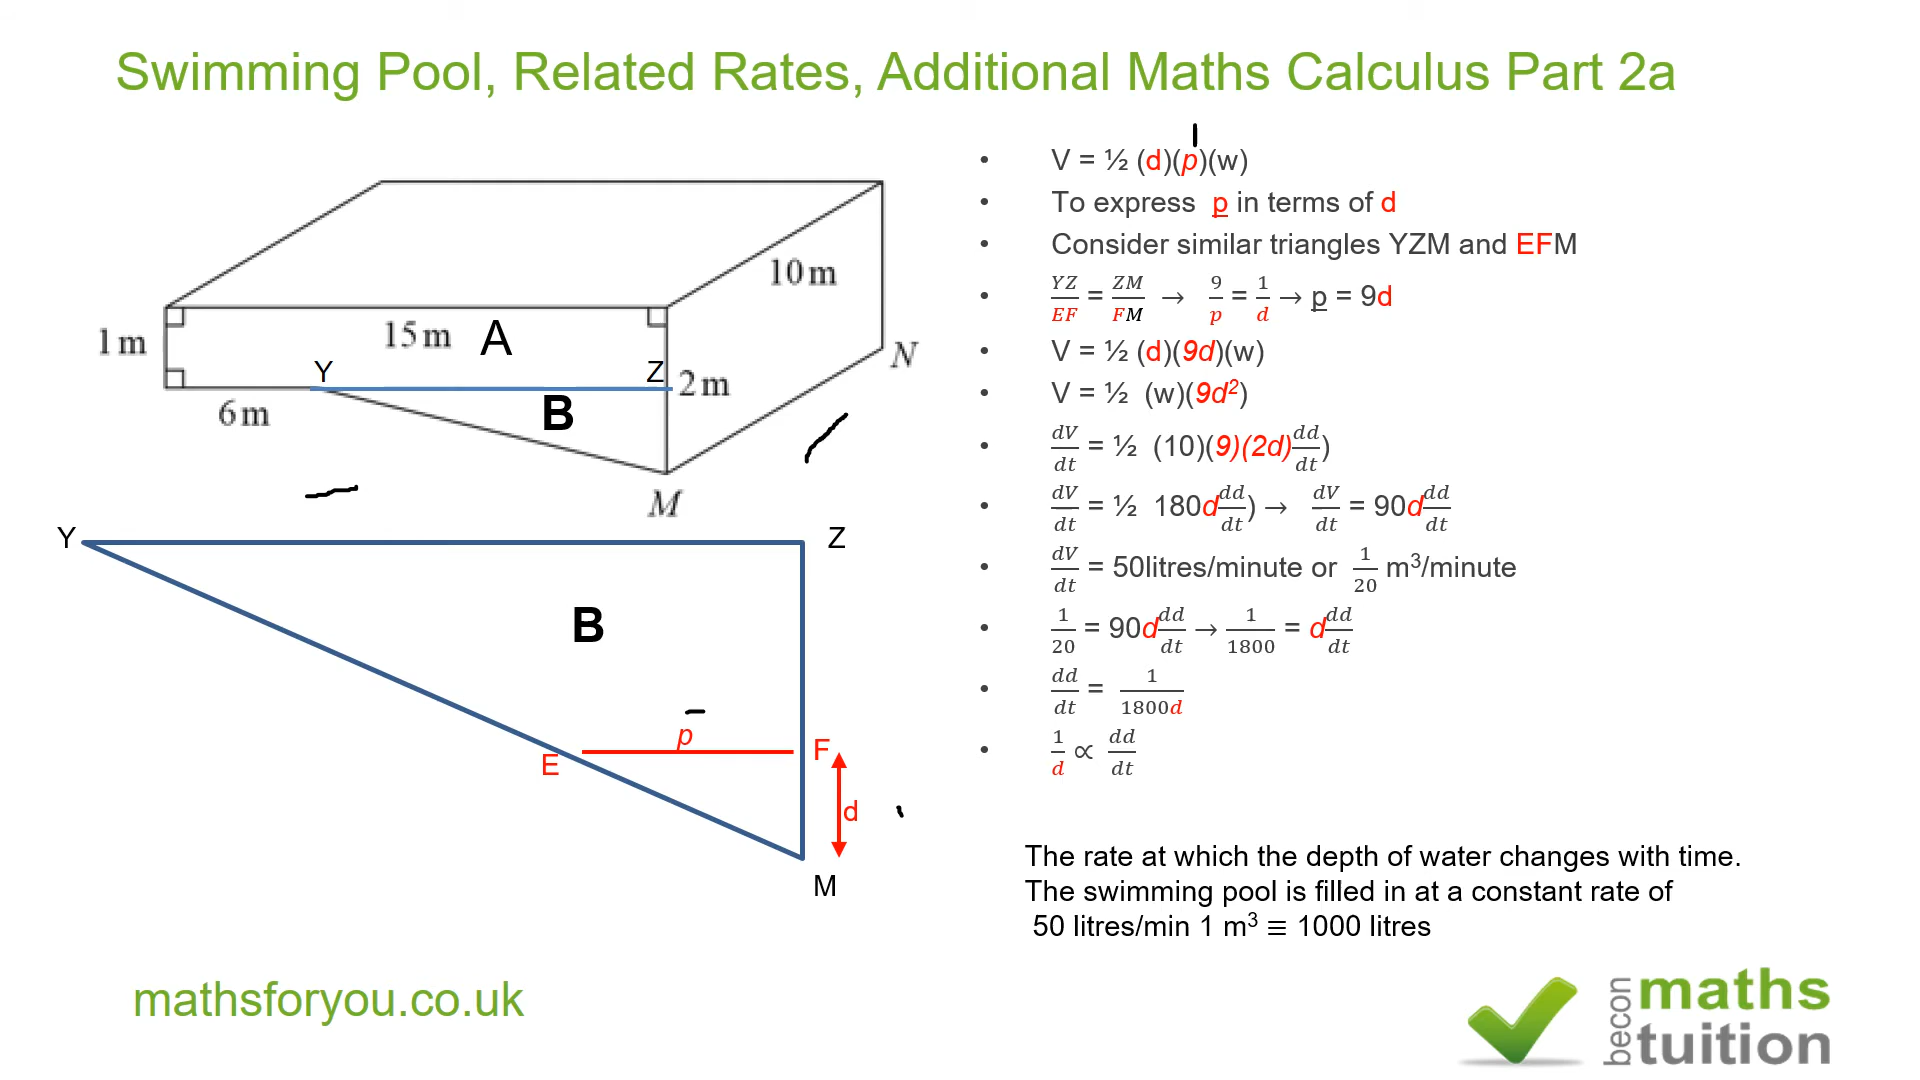 Swimming Pool, Related Rates, Additional Maths Calculus Part 2a
10 m
1 m
15 m A
Y
Z
2 m
N
6 m
B
M
Y
Z
B
p
E
F
d
M
• V = ½ (d)(p)(w)
• To express p in terms of d
• Consider similar triangles YZM and EFM
• YZ/EF = ZM/FM → 9/p = 1/d → p = 9d
• V = ½ (d)(9d)(w)
• V = ½ (w)(9d²)
• dV/dt = ½ (10)(9)(2d)dd/dt)
• dV/dt = ½ 180d dd/dt) → dV/dt = 90d dd/dt
• dV/dt = 50litres/minute or 1/20 m³/minute
• 1/20 = 90d dd/dt → 1/1800 = d dd/dt
• dd/dt = 1/1800d
• 1/d ∝ dd/dt
The rate at which the depth of water changes with time.
The swimming pool is filled in at a constant rate of
50 litres/min 1 m³ ≡ 1000 litres
mathsforyou.co.uk
becon
maths
tuition